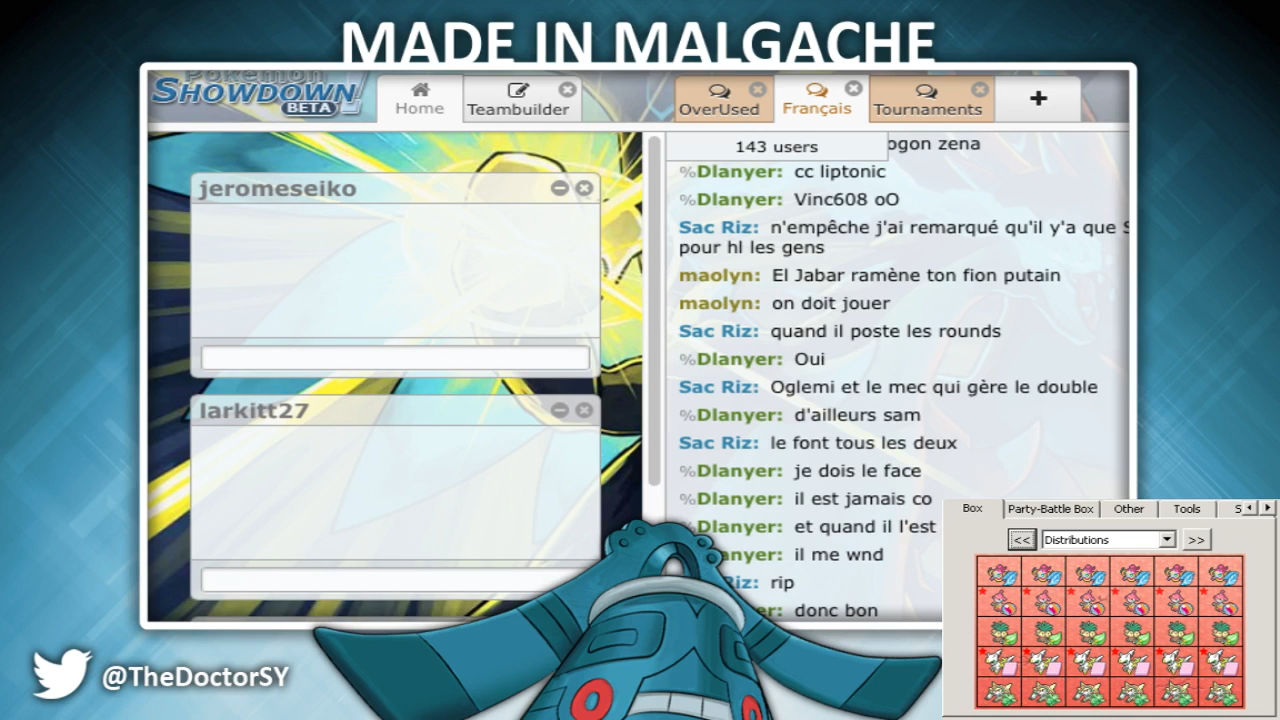 MADE IN MALGACHE
Pokémon
SHOWDOWN
BETA
Home
Teambuilder
OverUsed
Français
Tournaments
+
143 users
ogon zena
jeromeseiko
larkitt27
%Dlanyer: cc liptonic
%Dlanyer: Vinc608 oO
Sac Riz: n'empêche j'ai remarqué qu'il y'a que S
pour hl les gens
maolyn: El Jabar ramène ton fion putain
maolyn: on doit jouer
Sac Riz: quand il poste les rounds
%Dlanyer: Oui
Sac Riz: Oglemi et le mec qui gère le double
%Dlanyer: d'ailleurs sam
Sac Riz: le font tous les deux
%Dlanyer: je dois le face
%Dlanyer: il est jamais co
%Dlanyer: et quand il l'est
anyer: il me wnd
Riz: rip
er: donc bon
Box
Party-Battle Box
Other
Tools
S
<<
Distributions
>>
@TheDoctorSY